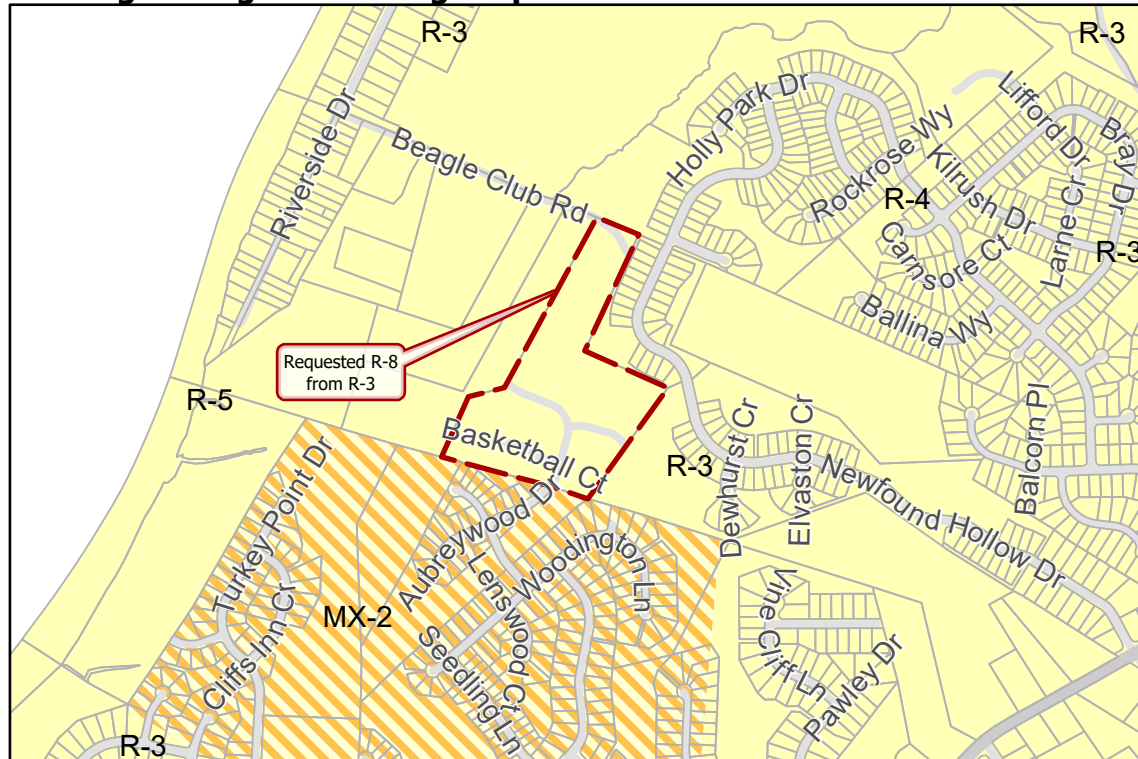 R-3
R-3
Riverside Dr
Beagle Club Rd
Holly Park Dr
Rockrose Wy
Lifford Dr
Bray Dr
Kilrush Dr
R-4
Larne Cr
R-3
Carnsore Ct
Ballina Wy
Requested R-8
from R-3
R-5
Basketball Ct
R-3
Dewhurst Cr
Elvaston Cr
Balcorn Pl
Newfound Hollow Dr
Turkey Point Dr
Aubreywood Dr
Woodington Ln
Lenswood Ct
Seedling Ln
MX-2
Cliffs Inn Cr
Vine Cliff Ln
Pawley Dr
R-3